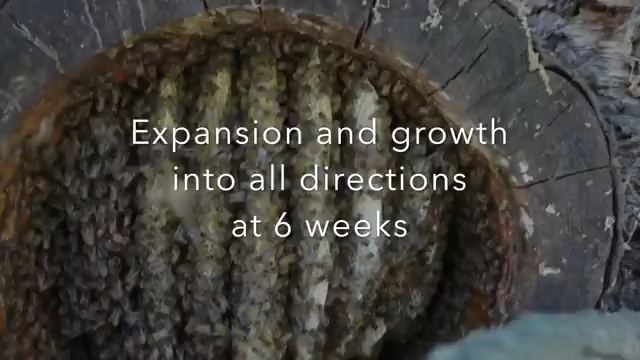 Expansion and growth
into all directions
at 6 weeks